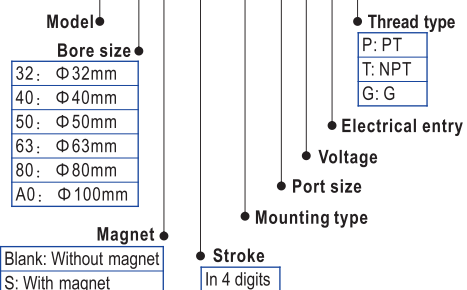 Model
Thread type
P: PT
T: NPT
G: G
Bore size
32: Φ32mm
40: Φ40mm
50: Φ50mm
63: Φ63mm
80: Φ80mm
A0: Φ100mm
Electrical entry
Voltage
Port size
Mounting type
Magnet
Blank: Without magnet
S: With magnet
Stroke
In 4 digits